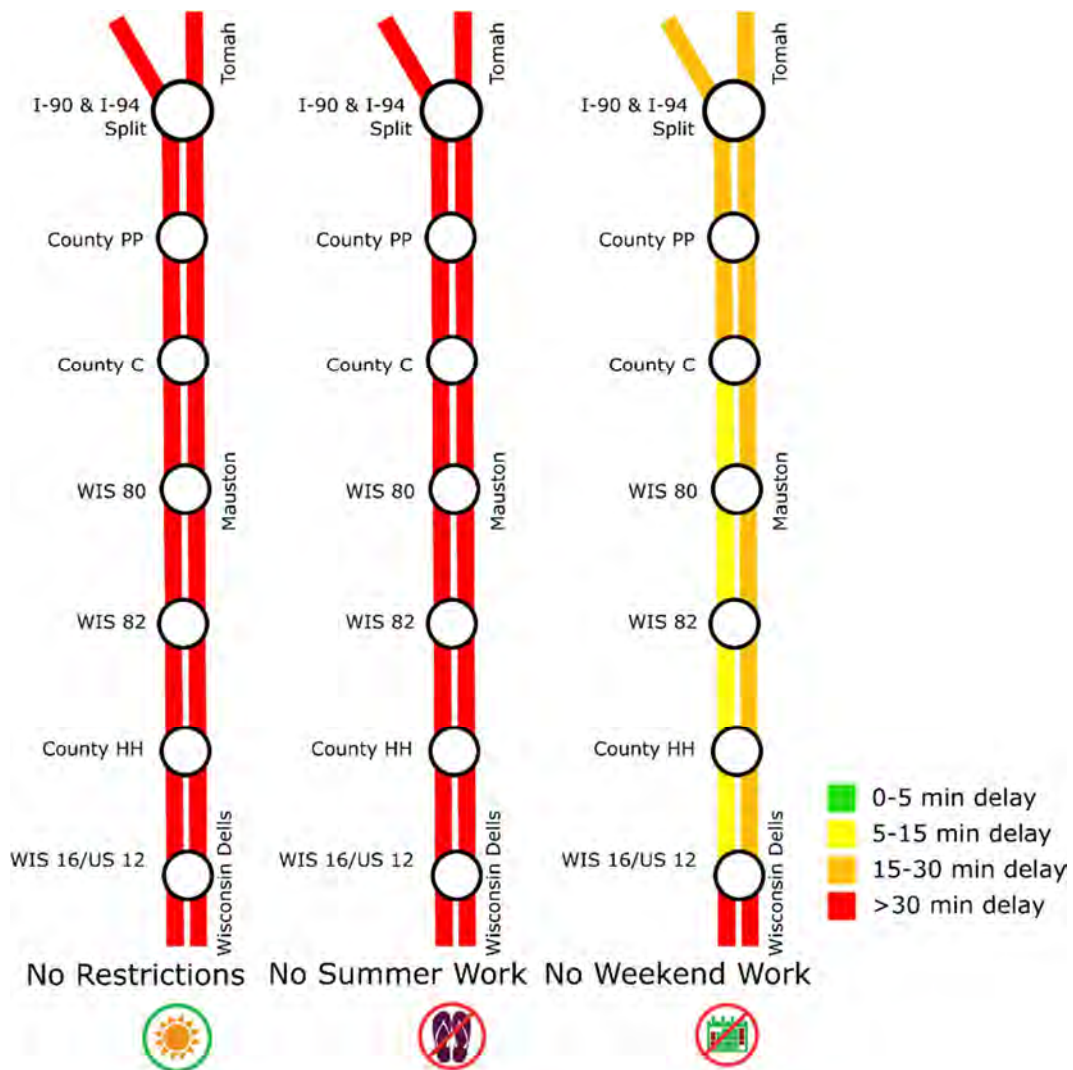 Tomah
I-90 & I-94
Split
County PP
County C
WIS 80
Mauston
WIS 82
County HH
WIS 16/US 12
Wisconsin Dells
No Restrictions
Tomah
I-90 & I-94
Split
County PP
County C
WIS 80
Mauston
WIS 82
County HH
WIS 16/US 12
Wisconsin Dells
No Summer Work
Tomah
I-90 & I-94
Split
County PP
County C
WIS 80
Mauston
WIS 82
County HH
WIS 16/US 12
Wisconsin Dells
No Weekend Work
0-5 min delay
5-15 min delay
15-30 min delay
>30 min delay